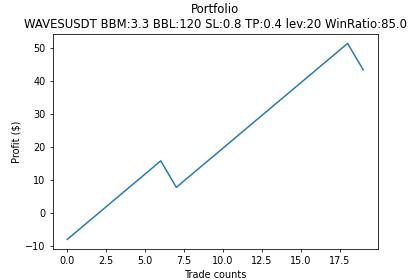 Portfolio
WAVESUSDT BBM:3.3 BBL:120 SL:0.8 TP:0.4 lev:20 WinRatio:85.0
50
40
30
20
10
0
−10
Profit ($)
0.0 2.5 5.0 7.5 10.0 12.5 15.0 17.5
Trade counts